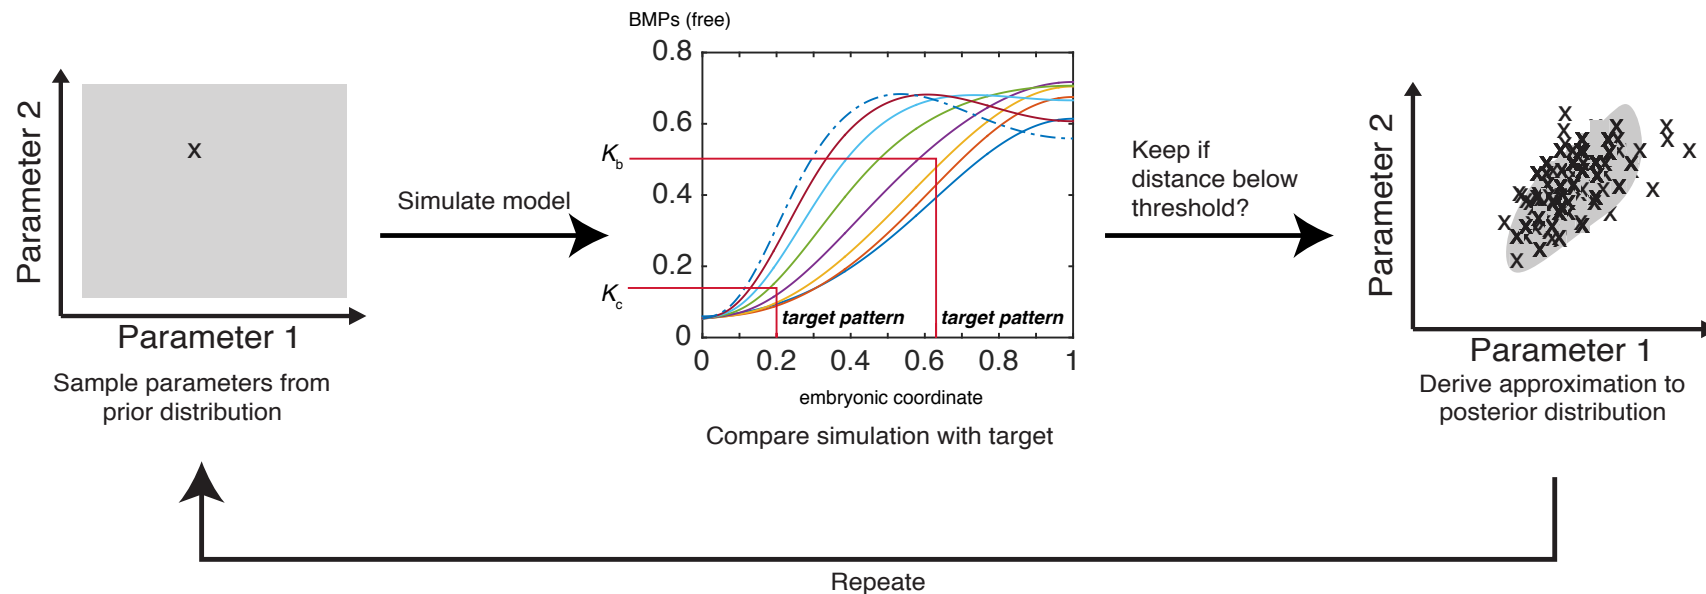 Parameter 2
x
Parameter 1
Sample parameters from
prior distribution
Simulate model
BMPs (free)
0.8
0.6
0.4
0.2
0
Kb
Kc
target pattern
target pattern
0
0.2
0.4
0.6
0.8
1
embryonic coordinate
Compare simulation with target
Keep if
distance below
threshold?
Parameter 2
Parameter 1
Derive approximation to
posterior distribution
Repeat